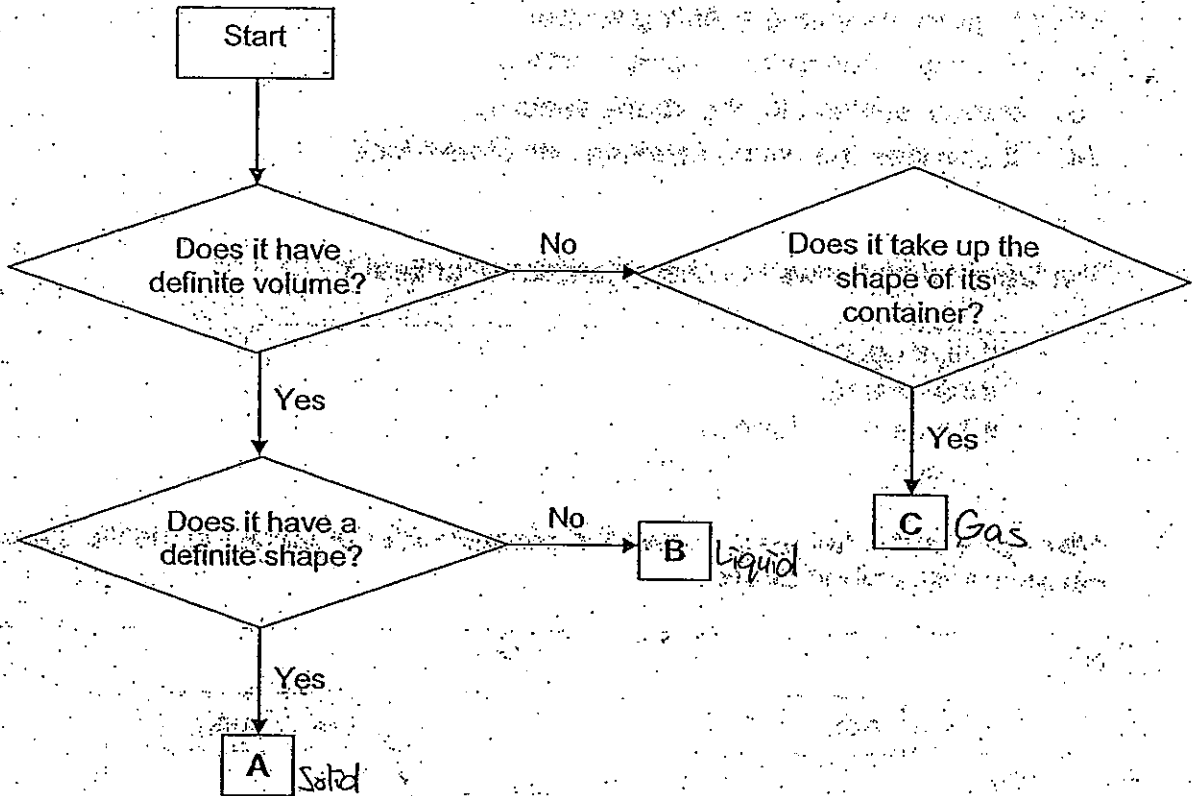 Start
Does it have
definite volume?
No
Does it take up the
shape of its
container?
Yes
Yes
Does it have a
definite shape?
No
B
Liquid
C
Gas
Yes
A
Solid